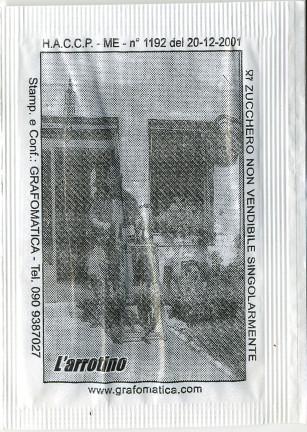 H.A.C.C.P. - ME - n° 1192 del 20-12-2001
ZUCCHERO NON VENDIBILE SINGOLARMENTE
Stamp. e Conf.: GRAFOMATICA - Tel. 090 9387027
L'arrotino
www.grafomatica.com